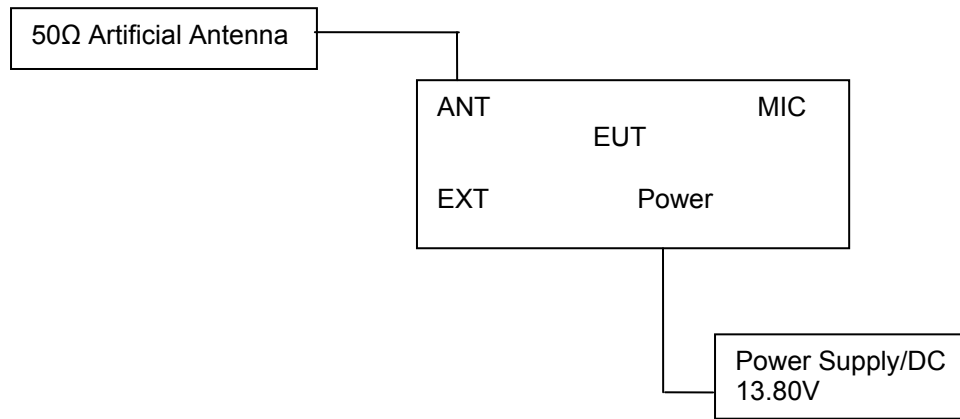 50Ω Artificial Antenna
ANT MIC
EUT
EXT Power
Power Supply/DC
13.80V